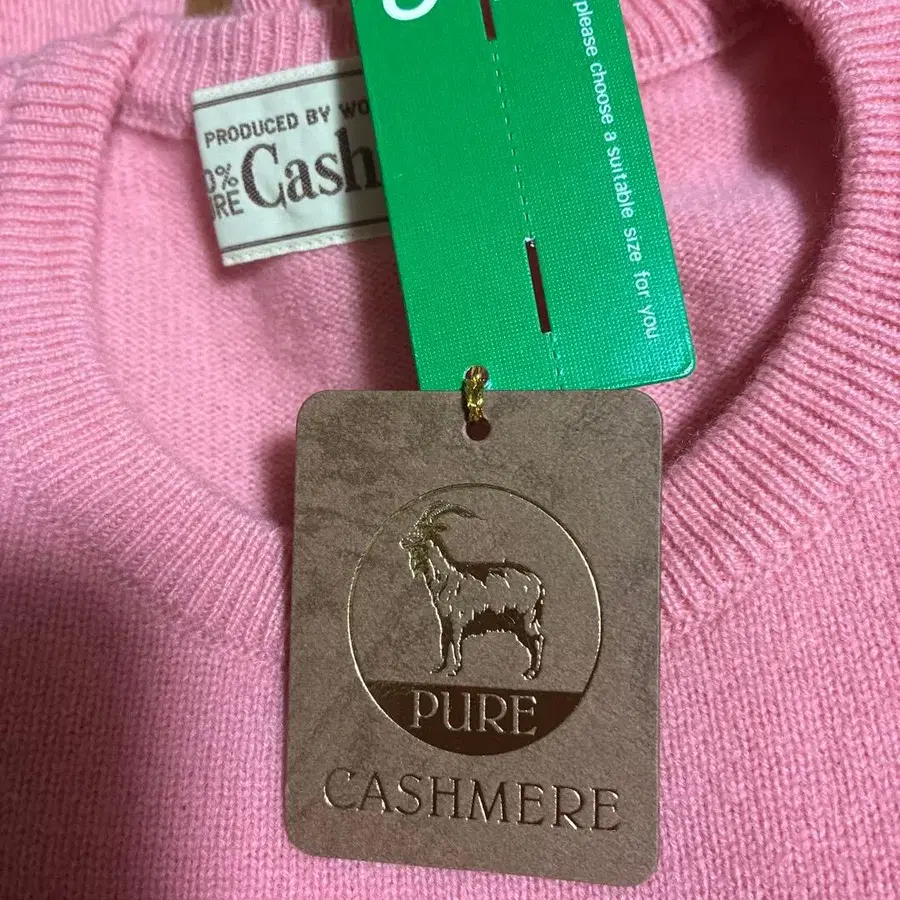 PRODUCED BY WO
0%
Cash
RE
please choose a suitable size for you
PURE
CASHMERE